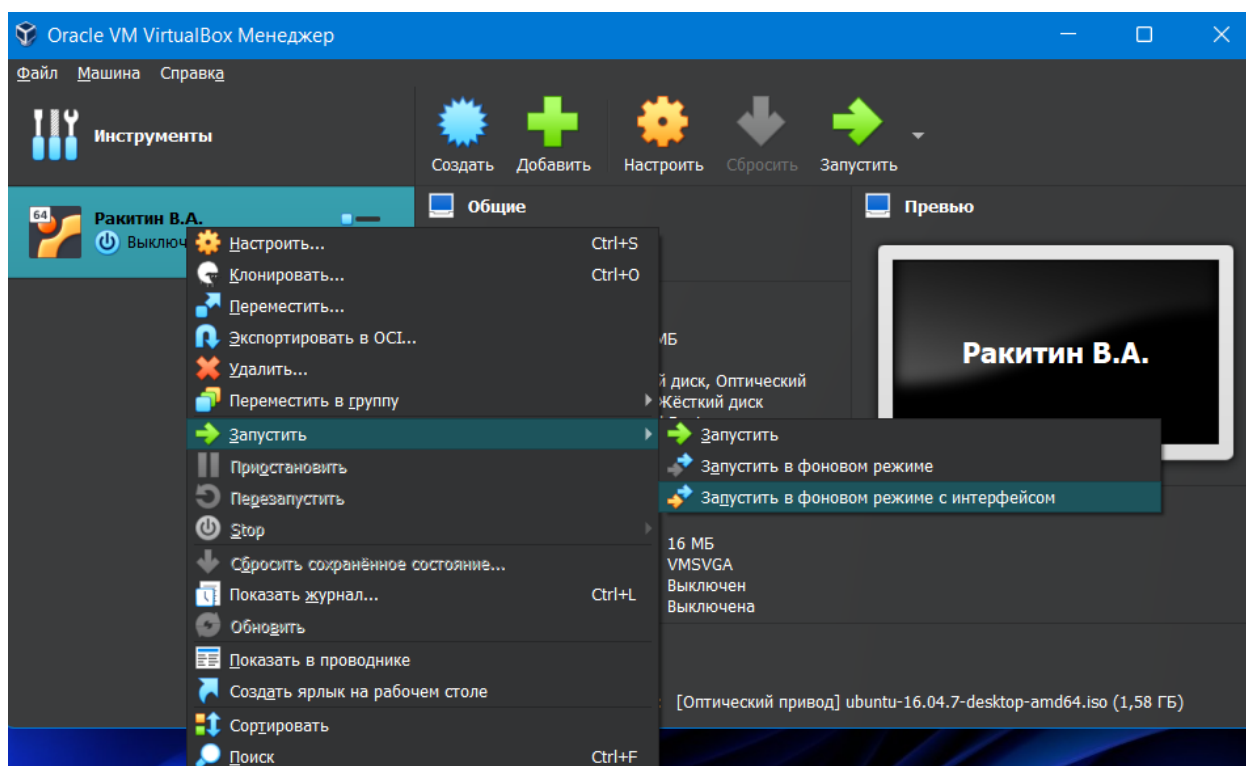 Oracle VM VirtualBox Менеджер
Файл Машина Справка
Инструменты
Создать Добавить Настроить Сбросить Запустить
64
Ракитин В.А.
Выключ
Общие
Превью
Настроить... Ctrl+S
Клонировать... Ctrl+O
Переместить...
Экспортировать в OCI...
МБ
Удалить...
й диск, Оптический
Ракитин В.А.
Переместить в группу
Жёсткий диск
Запустить
Запустить
Приостановить
Запустить в фоновом режиме
Перезапустить
Запустить в фоновом режиме с интерфейсом
Stop
16 МБ
Сбросить сохранённое состояние...
VMSVGA
Показать журнал... Ctrl+L
Выключен
Выключена
Обновить
Показать в проводнике
Создать ярлык на рабочем столе
: [Оптический привод] ubuntu-16.04.7-desktop-amd64.iso (1,58 ГБ)
Сортировать
Поиск Ctrl+F